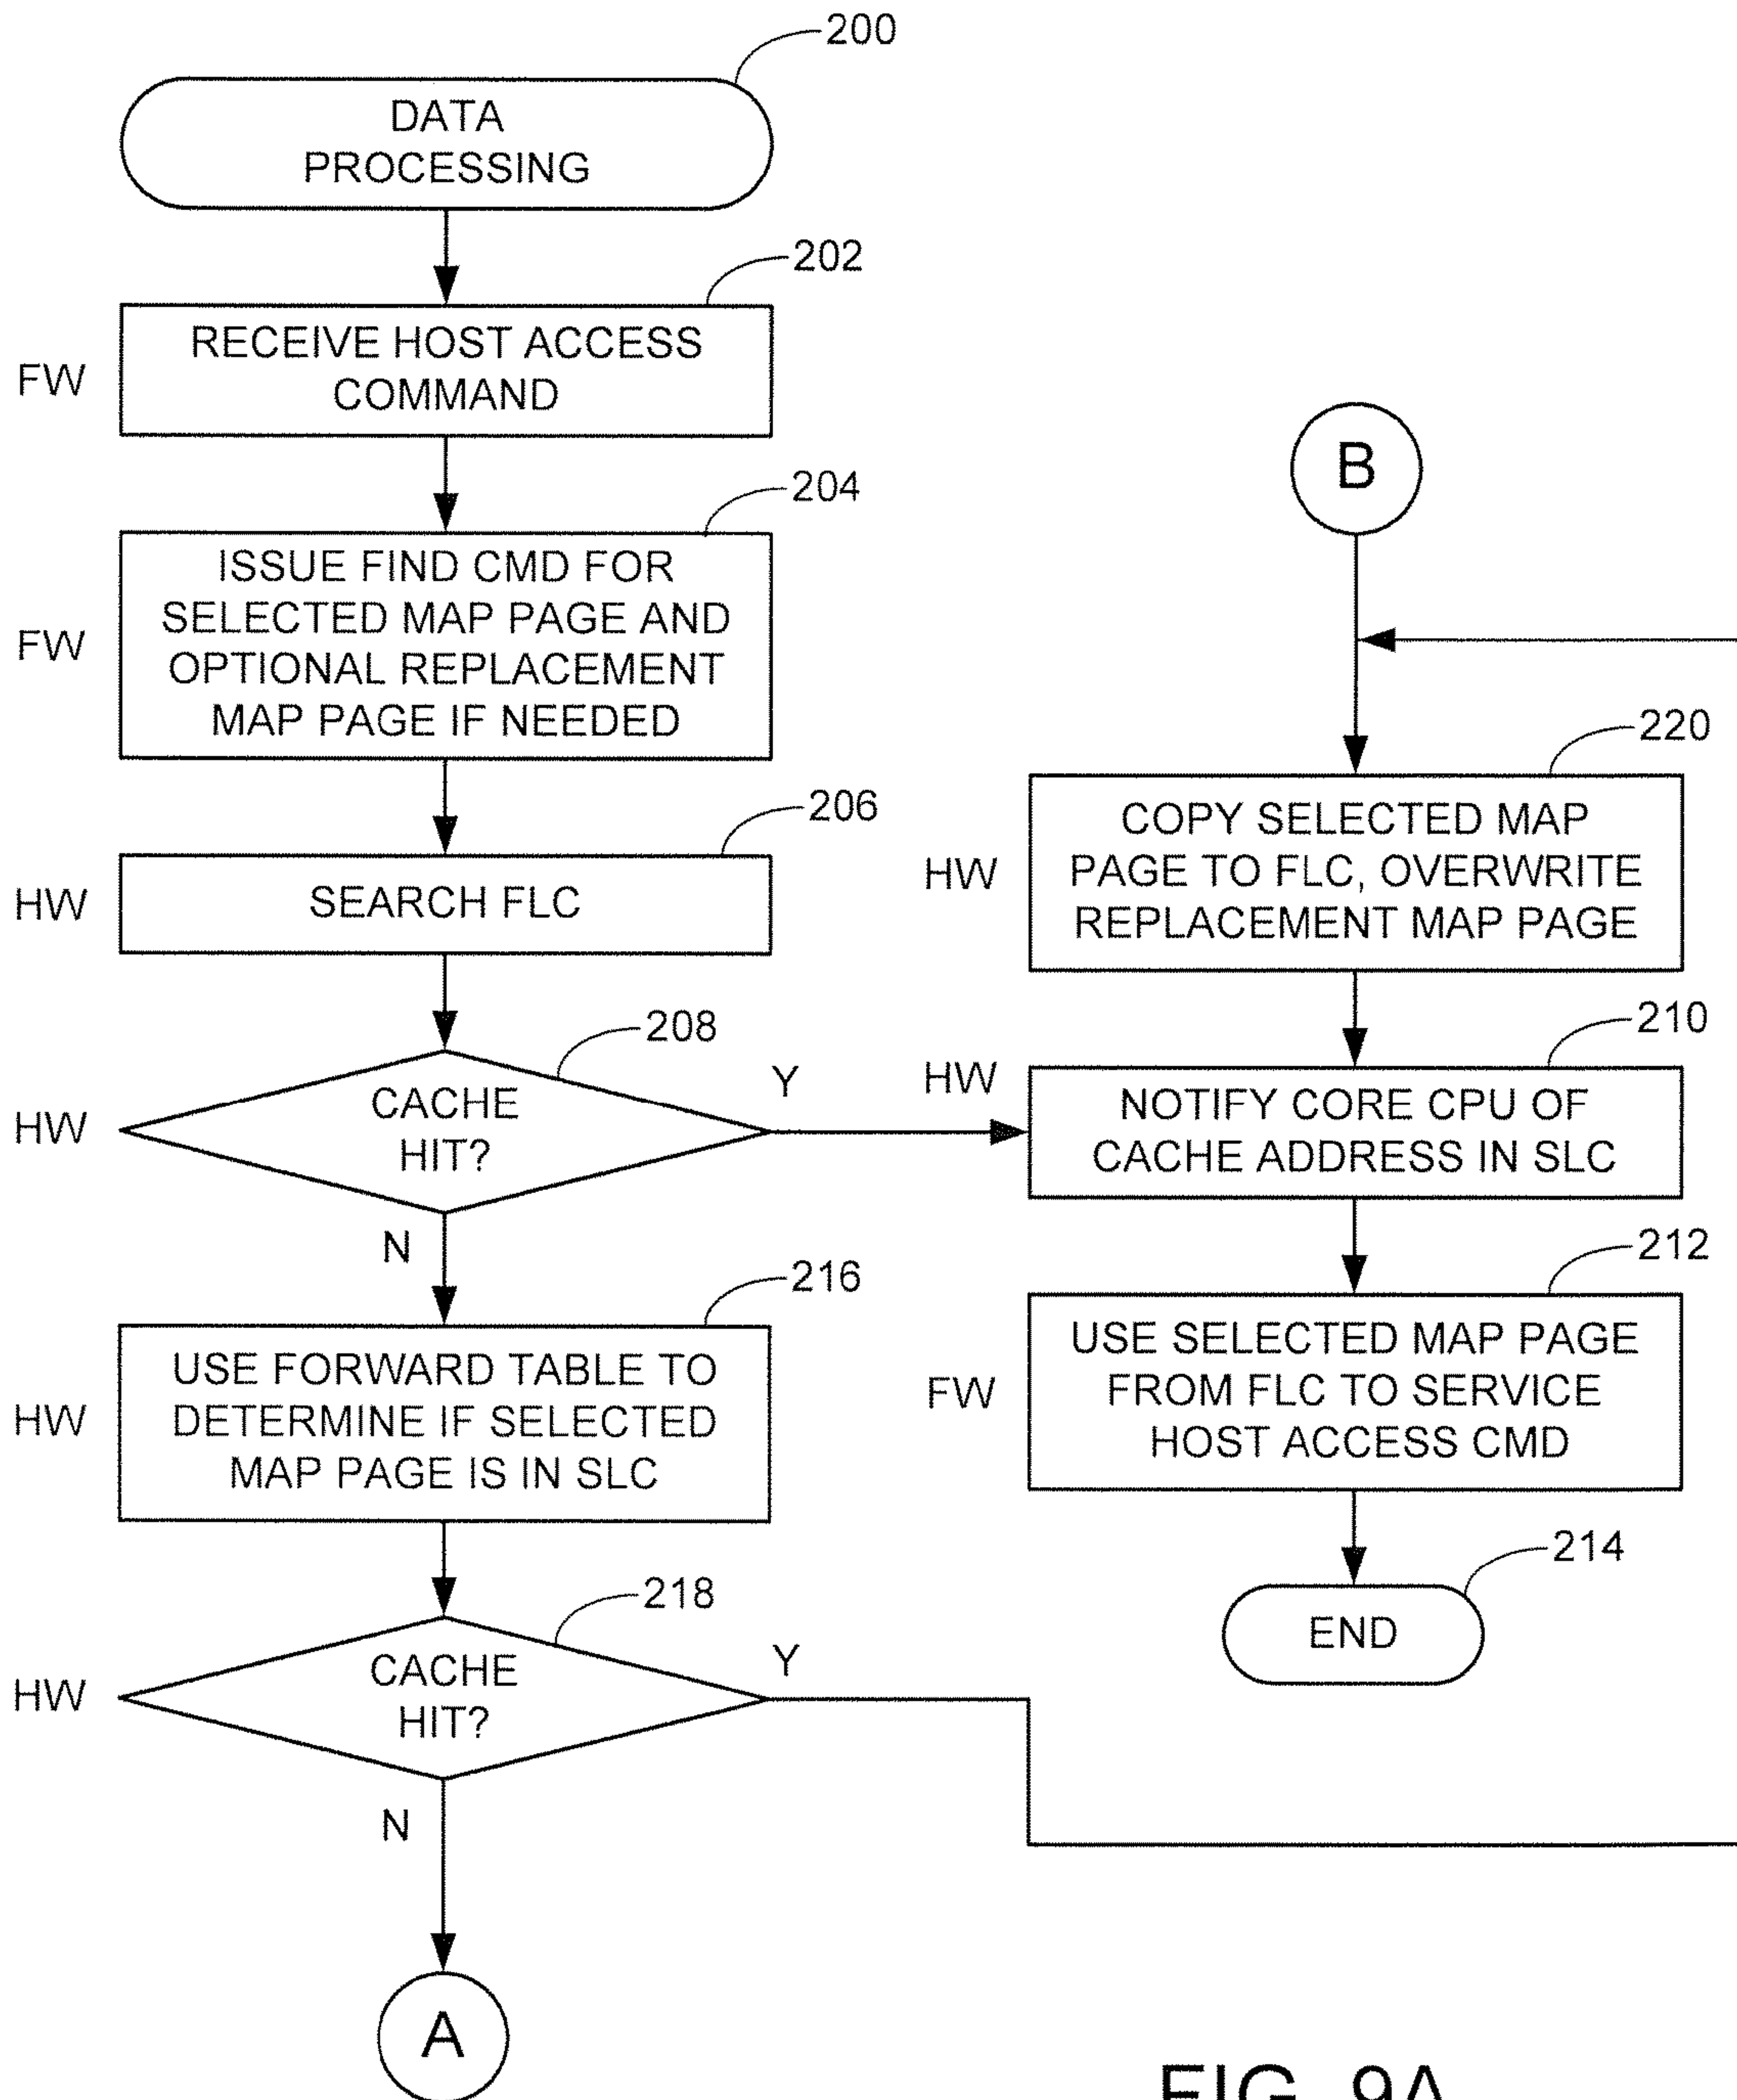 200
DATA
PROCESSING
202
FW
RECEIVE HOST ACCESS
COMMAND
204
FW
ISSUE FIND CMD FOR
SELECTED MAP PAGE AND
OPTIONAL REPLACEMENT
MAP PAGE IF NEEDED
206
HW
SEARCH FLC
208
HW
CACHE
HIT?
Y
N
216
HW
USE FORWARD TABLE TO
DETERMINE IF SELECTED
MAP PAGE IS IN SLC
218
HW
CACHE
HIT?
Y
N
A
B
220
HW
COPY SELECTED MAP
PAGE TO FLC, OVERWRITE
REPLACEMENT MAP PAGE
210
HW
NOTIFY CORE CPU OF
CACHE ADDRESS IN SLC
212
FW
USE SELECTED MAP PAGE
FROM FLC TO SERVICE
HOST ACCESS CMD
214
END
FIG. 9A